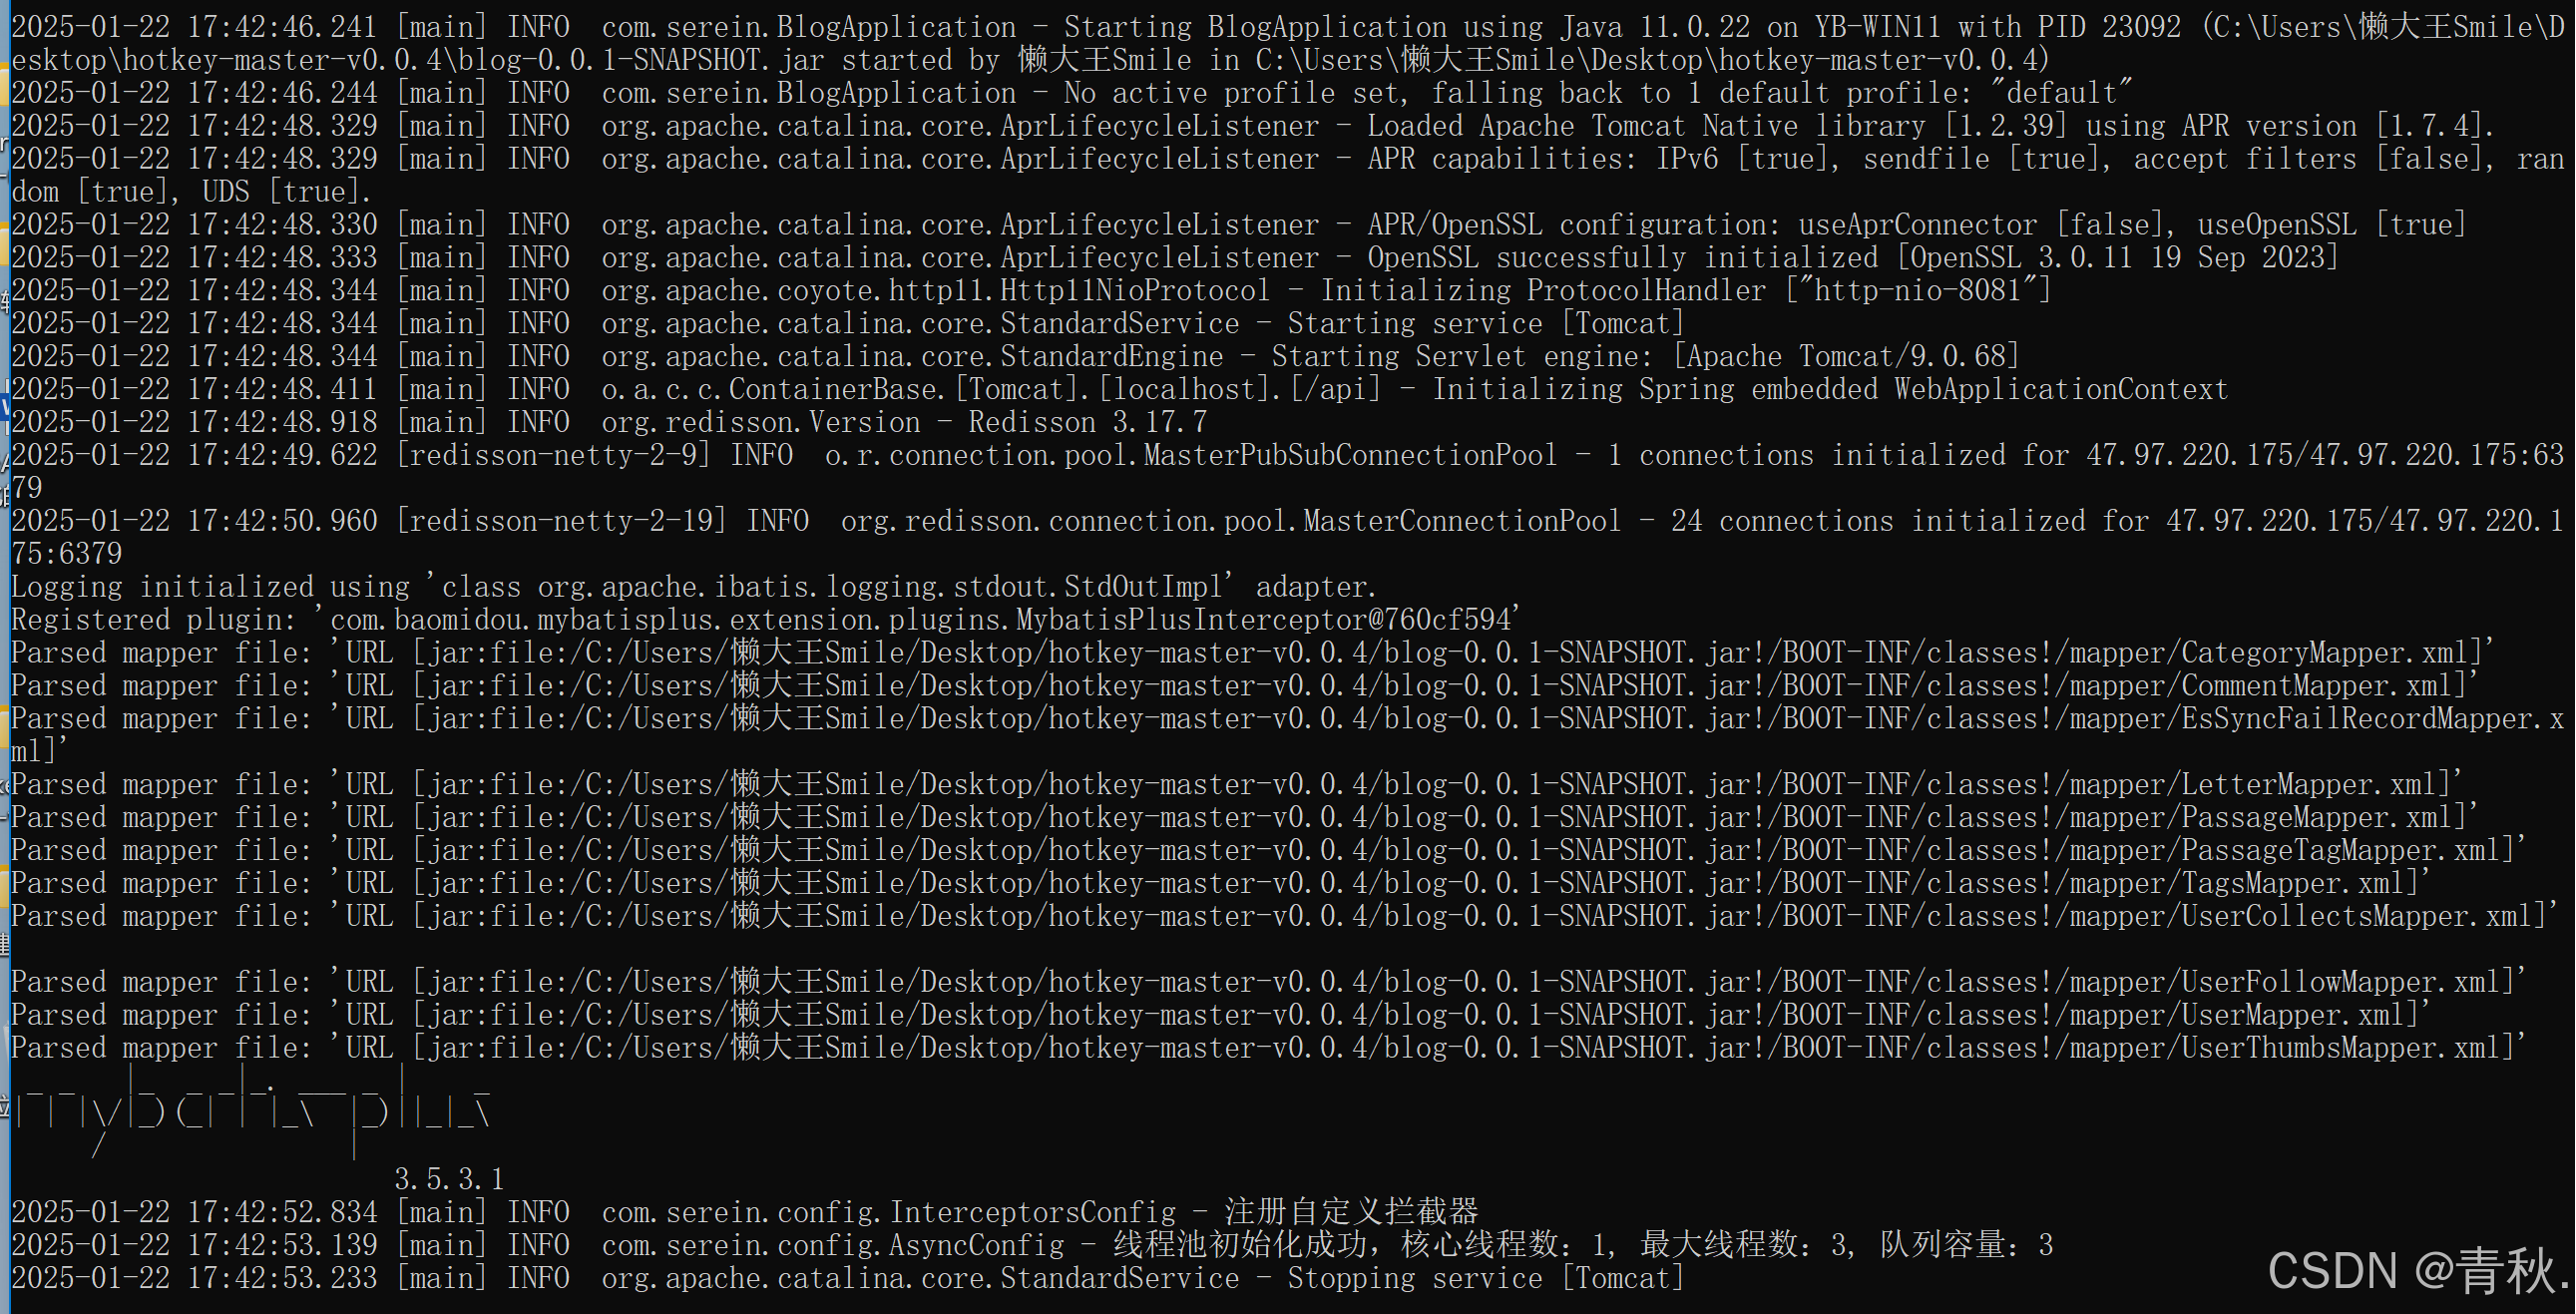 2025-01-22 17:42:46.241 [main] INFO  com.serein.BlogApplication - Starting BlogApplication using Java 11.0.22 on YB-WIN11 with PID 23092 (C:\Users\懒大王Smile\D
esktop\hotkey-master-v0.0.4\blog-0.0.1-SNAPSHOT.jar started by 懒大王Smile in C:\Users\懒大王Smile\Desktop\hotkey-master-v0.0.4)
2025-01-22 17:42:46.244 [main] INFO  com.serein.BlogApplication - No active profile set, falling back to 1 default profile: "default"
2025-01-22 17:42:48.329 [main] INFO  org.apache.catalina.core.AprLifecycleListener - Loaded Apache Tomcat Native library [1.2.39] using APR version [1.7.4].
2025-01-22 17:42:48.329 [main] INFO  org.apache.catalina.core.AprLifecycleListener - APR capabilities: IPv6 [true], sendfile [true], accept filters [false], ran
dom [true], UDS [true].
2025-01-22 17:42:48.330 [main] INFO  org.apache.catalina.core.AprLifecycleListener - APR/OpenSSL configuration: useAprConnector [false], useOpenSSL [true]
2025-01-22 17:42:48.333 [main] INFO  org.apache.catalina.core.AprLifecycleListener - OpenSSL successfully initialized [OpenSSL 3.0.11 19 Sep 2023]
2025-01-22 17:42:48.344 [main] INFO  org.apache.coyote.http11.Http11NioProtocol - Initializing ProtocolHandler ["http-nio-8081"]
2025-01-22 17:42:48.344 [main] INFO  org.apache.catalina.core.StandardService - Starting service [Tomcat]
2025-01-22 17:42:48.344 [main] INFO  org.apache.catalina.core.StandardEngine - Starting Servlet engine: [Apache Tomcat/9.0.68]
2025-01-22 17:42:48.411 [main] INFO  o.a.c.c.ContainerBase.[Tomcat].[localhost].[/api] - Initializing Spring embedded WebApplicationContext
2025-01-22 17:42:48.918 [main] INFO  org.redisson.Version - Redisson 3.17.7
2025-01-22 17:42:49.622 [redisson-netty-2-9] INFO  o.r.connection.pool.MasterPubSubConnectionPool - 1 connections initialized for 47.97.220.175/47.97.220.175:63
79
2025-01-22 17:42:50.960 [redisson-netty-2-19] INFO  org.redisson.connection.pool.MasterConnectionPool - 24 connections initialized for 47.97.220.175/47.97.220.1
75:6379
Logging initialized using 'class org.apache.ibatis.logging.stdout.StdOutImpl' adapter.
Registered plugin: 'com.baomidou.mybatisplus.extension.plugins.MybatisPlusInterceptor@760cf594'
Parsed mapper file: 'URL [jar:file:/C:/Users/懒大王Smile/Desktop/hotkey-master-v0.0.4/blog-0.0.1-SNAPSHOT.jar!/BOOT-INF/classes!/mapper/CategoryMapper.xml]'
Parsed mapper file: 'URL [jar:file:/C:/Users/懒大王Smile/Desktop/hotkey-master-v0.0.4/blog-0.0.1-SNAPSHOT.jar!/BOOT-INF/classes!/mapper/CommentMapper.xml]'
Parsed mapper file: 'URL [jar:file:/C:/Users/懒大王Smile/Desktop/hotkey-master-v0.0.4/blog-0.0.1-SNAPSHOT.jar!/BOOT-INF/classes!/mapper/EsSyncFailRecordMapper.x
ml]'
Parsed mapper file: 'URL [jar:file:/C:/Users/懒大王Smile/Desktop/hotkey-master-v0.0.4/blog-0.0.1-SNAPSHOT.jar!/BOOT-INF/classes!/mapper/LetterMapper.xml]'
Parsed mapper file: 'URL [jar:file:/C:/Users/懒大王Smile/Desktop/hotkey-master-v0.0.4/blog-0.0.1-SNAPSHOT.jar!/BOOT-INF/classes!/mapper/PassageMapper.xml]'
Parsed mapper file: 'URL [jar:file:/C:/Users/懒大王Smile/Desktop/hotkey-master-v0.0.4/blog-0.0.1-SNAPSHOT.jar!/BOOT-INF/classes!/mapper/PassageTagMapper.xml]'
Parsed mapper file: 'URL [jar:file:/C:/Users/懒大王Smile/Desktop/hotkey-master-v0.0.4/blog-0.0.1-SNAPSHOT.jar!/BOOT-INF/classes!/mapper/TagsMapper.xml]'
Parsed mapper file: 'URL [jar:file:/C:/Users/懒大王Smile/Desktop/hotkey-master-v0.0.4/blog-0.0.1-SNAPSHOT.jar!/BOOT-INF/classes!/mapper/UserCollectsMapper.xml]'
Parsed mapper file: 'URL [jar:file:/C:/Users/懒大王Smile/Desktop/hotkey-master-v0.0.4/blog-0.0.1-SNAPSHOT.jar!/BOOT-INF/classes!/mapper/UserFollowMapper.xml]'
Parsed mapper file: 'URL [jar:file:/C:/Users/懒大王Smile/Desktop/hotkey-master-v0.0.4/blog-0.0.1-SNAPSHOT.jar!/BOOT-INF/classes!/mapper/UserMapper.xml]'
Parsed mapper file: 'URL [jar:file:/C:/Users/懒大王Smile/Desktop/hotkey-master-v0.0.4/blog-0.0.1-SNAPSHOT.jar!/BOOT-INF/classes!/mapper/UserThumbsMapper.xml]'
 _ _   |_  _ _|_. ___ _ |    _
| | |\/|_)(_| | |_\  |_)||_|_\
     /               |
                        3.5.3.1
2025-01-22 17:42:52.834 [main] INFO  com.serein.config.InterceptorsConfig - 注册自定义拦截器
2025-01-22 17:42:53.139 [main] INFO  com.serein.config.AsyncConfig - 线程池初始化成功，核心线程数：1, 最大线程数：3, 队列容量：3
2025-01-22 17:42:53.233 [main] INFO  org.apache.catalina.core.StandardService - Stopping service [Tomcat]
CSDN @青秋.